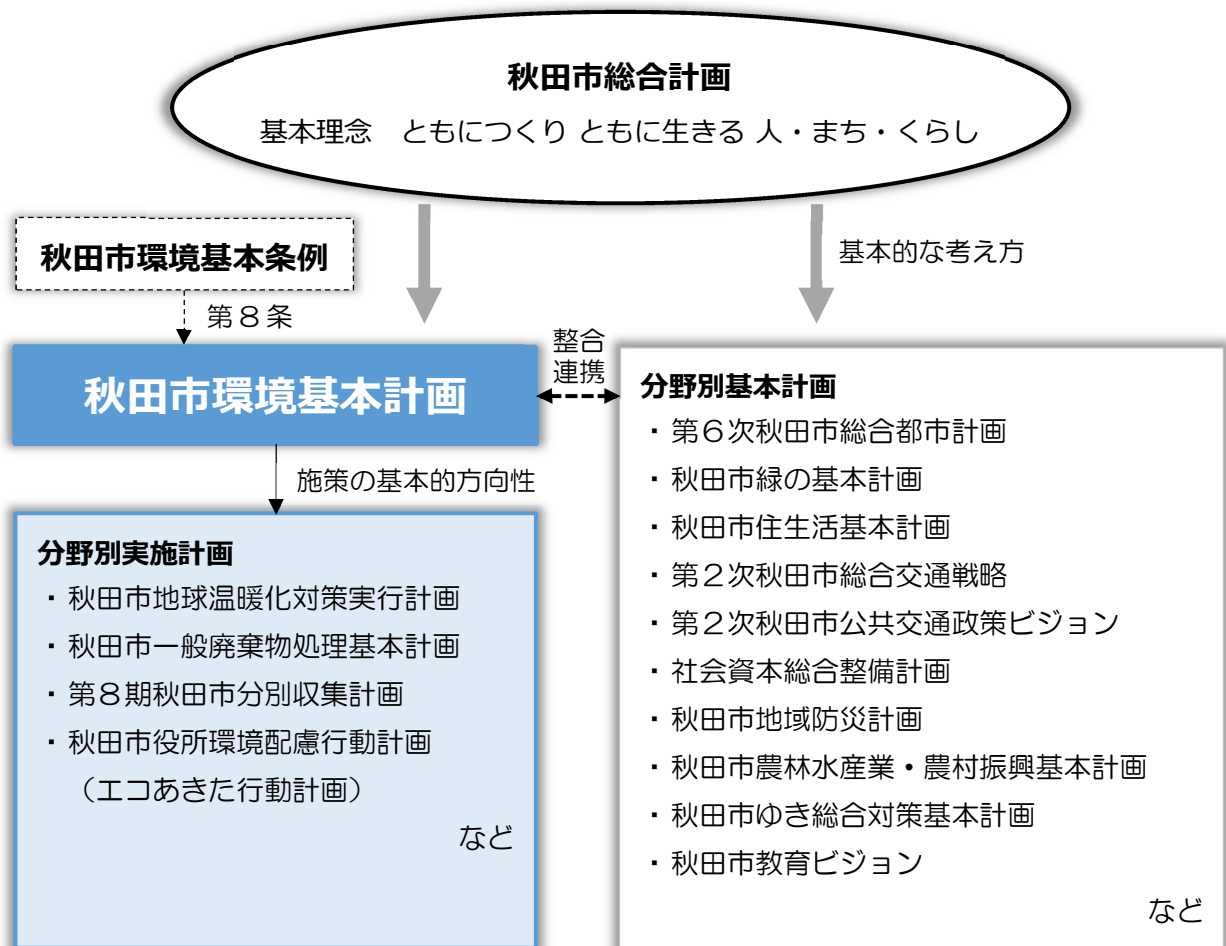 秋田市総合計画
基本理念　ともにつくり ともに生きる 人・まち・くらし
秋田市環境基本条例
第８条
基本的な考え方
秋田市環境基本計画
整合
連携
施策の基本的方向性
分野別実施計画
・秋田市地球温暖化対策実行計画
・秋田市一般廃棄物処理基本計画
・第８期秋田市分別収集計画
・秋田市役所環境配慮行動計画
（エコあきた行動計画）
など
分野別基本計画
・第６次秋田市総合都市計画
・秋田市緑の基本計画
・秋田市住生活基本計画
・第２次秋田市総合交通戦略
・第２次秋田市公共交通政策ビジョン
・社会資本総合整備計画
・秋田市地域防災計画
・秋田市農林水産業・農村振興基本計画
・秋田市ゆき総合対策基本計画
・秋田市教育ビジョン
など